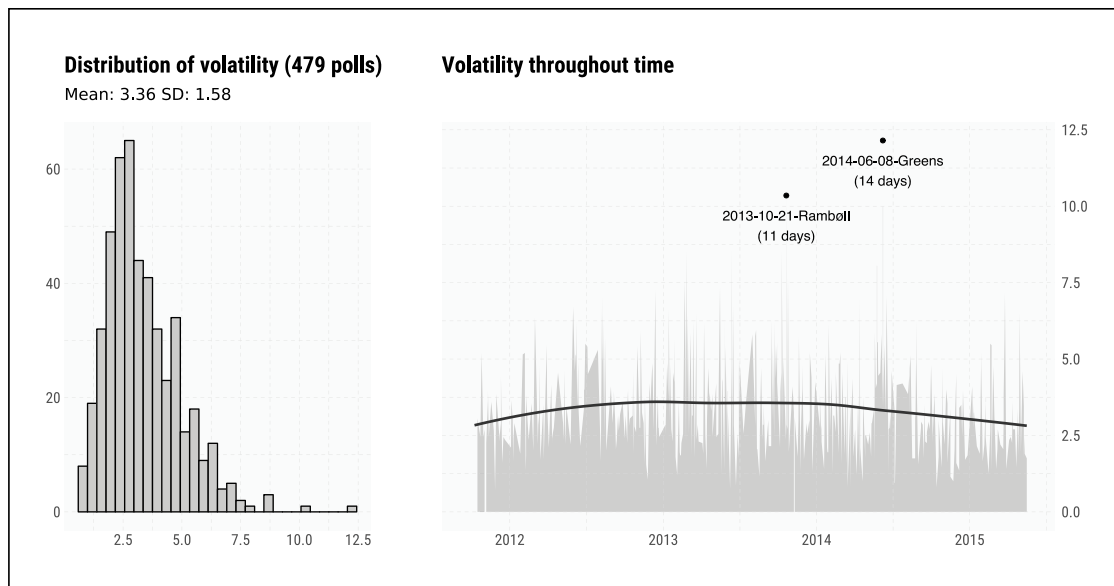 Distribution of volatility (479 polls)
Mean: 3.36 SD: 1.58
60
40
20
0
2.5 5.0 7.5 10.0 12.5
Volatility throughout time
12.5
10.0
7.5
5.0
2.5
0.0
2014-06-08-Greens
(14 days)
2013-10-21-Rambøll
(11 days)
2012 2013 2014 2015